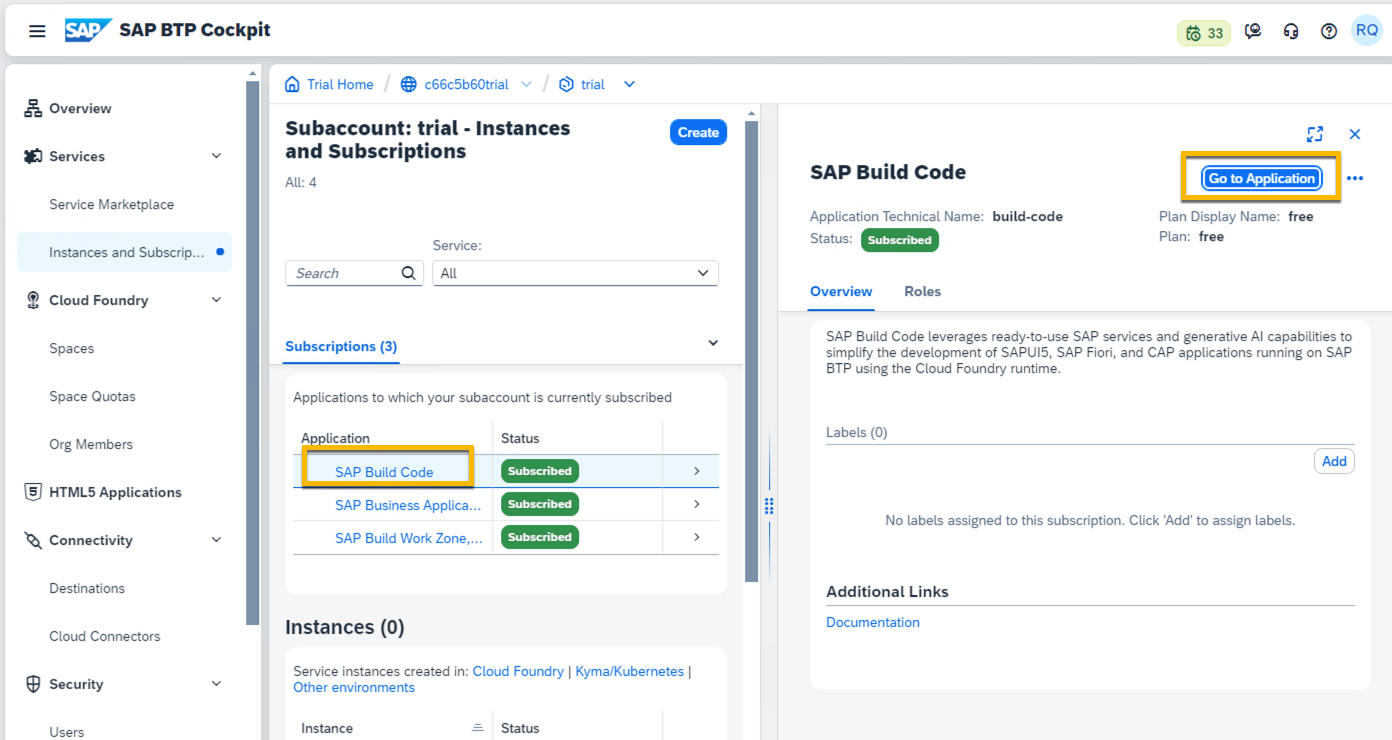 SAP SAP BTP Cockpit
33
RQ
Overview
Services
Service Marketplace
Instances and Subscrip...
Cloud Foundry
Spaces
Space Quotas
Org Members
HTML5 Applications
Connectivity
Destinations
Cloud Connectors
Security
Users
Trial Home / c66c5b60trial / trial
Subaccount: trial - Instances
and Subscriptions
Create
All: 4
Service:
Search
All
Subscriptions (3)
Applications to which your subaccount is currently subscribed
Application Status
SAP Build Code Subscribed
SAP Business Applica... Subscribed
SAP Build Work Zone,... Subscribed
Instances (0)
Service instances created in: Cloud Foundry | Kyma/Kubernetes |
Other environments
Instance Status
SAP Build Code
Go to Application
Application Technical Name: build-code
Status: Subscribed
Plan Display Name: free
Plan: free
Overview Roles
SAP Build Code leverages ready-to-use SAP services and generative AI capabilities to
simplify the development of SAPUI5, SAP Fiori, and CAP applications running on SAP
BTP using the Cloud Foundry runtime.
Labels (0)
Add
No labels assigned to this subscription. Click 'Add' to assign labels.
Additional Links
Documentation